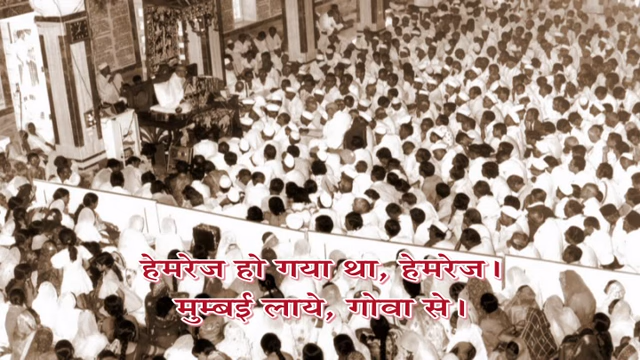 हेमरेज हो गया था, हेमरेज।
मुम्बई लाये, गोवा से।